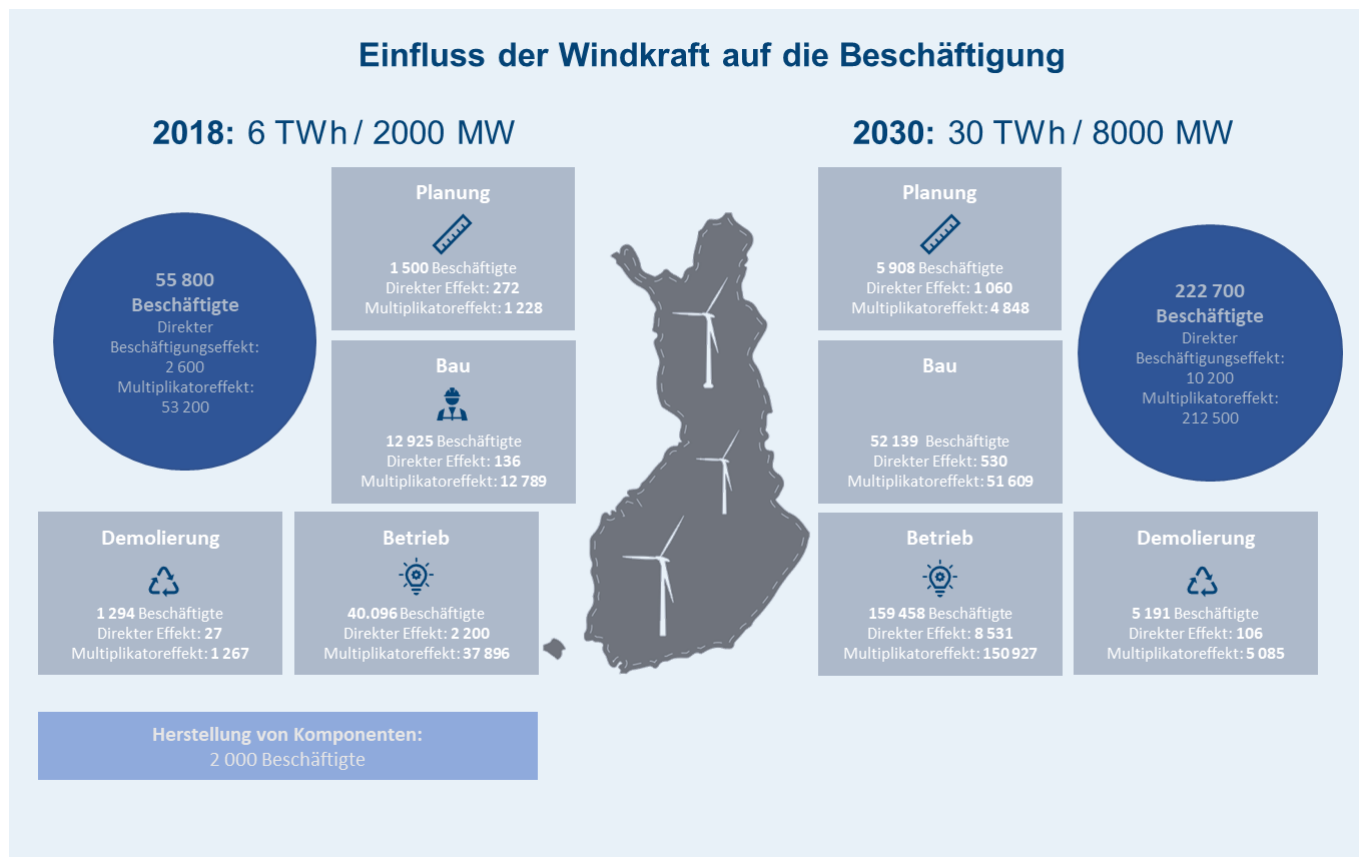 Einfluss der Windkraft auf die Beschäftigung
2018: 6 TWh / 2000 MW
55 800
Beschäftigte
Direkter
Beschäftigungseffekt:
2 600
Multiplikatoreffekt:
53 200
Planung
1 500 Beschäftigte
Direkter Effekt: 272
Multiplikatoreffekt: 1 228
Bau
12 925 Beschäftigte
Direkter Effekt: 136
Multiplikatoreffekt: 12 789
Demolierung
1 294 Beschäftigte
Direkter Effekt: 27
Multiplikatoreffekt: 1 267
Betrieb
40.096 Beschäftigte
Direkter Effekt: 2 200
Multiplikatoreffekt: 37 896
Herstellung von Komponenten:
2 000 Beschäftigte
2030: 30 TWh / 8000 MW
Planung
5 908 Beschäftigte
Direkter Effekt: 1 060
Multiplikatoreffekt: 4 848
Bau
52 139 Beschäftigte
Direkter Effekt: 530
Multiplikatoreffekt: 51 609
222 700
Beschäftigte
Direkter
Beschäftigungseffekt:
10 200
Multiplikatoreffekt:
212 500
Betrieb
159 458 Beschäftigte
Direkter Effekt: 8 531
Multiplikatoreffekt: 150 927
Demolierung
5 191 Beschäftigte
Direkter Effekt: 106
Multiplikatoreffekt: 5 085